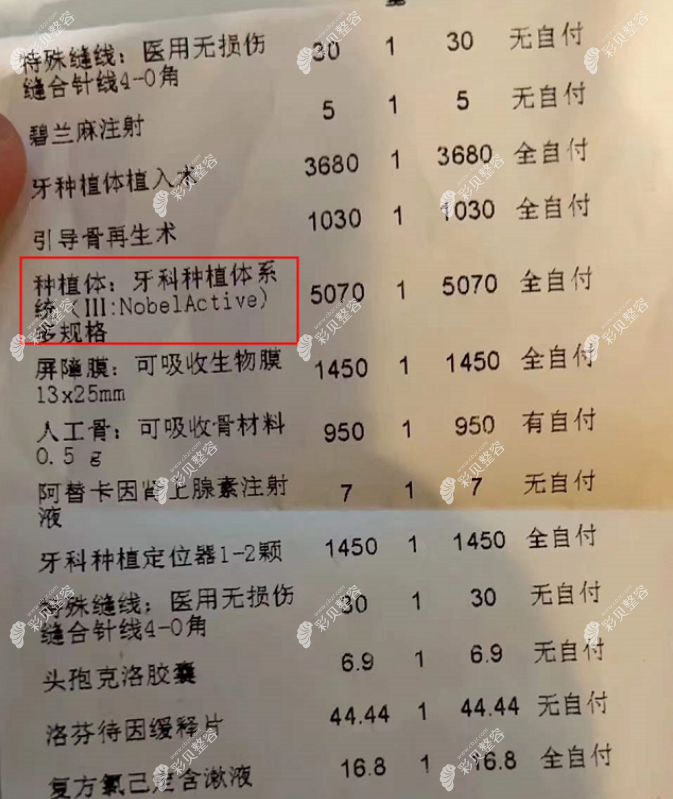 特殊缝线：医用无损伤 30 1 30 无自付
缝合针线4-0角
碧兰麻注射 5 1 5 无自付
牙种植体植入术 3680 1 3680 全自付
引导骨再生术 1030 1 1030 全自付
种植体：牙科种植体系 5070 1 5070 全自付
统（III:NobelActive）
多规格
屏障膜：可吸收生物膜 1450 1 1450 全自付
13x25mm
人工骨：可吸收骨材料 950 1 950 有自付
0.5 g
阿替卡因肾上腺素注射 7 1 7 无自付
液
牙科种植定位器1-2颗 1450 1 1450 全自付
特殊缝线：医用无损伤 30 1 30 无自付
缝合针线4-0角
头孢克洛胶囊 6.9 1 6.9 无自付
洛芬待因缓释片 44.44 1 44.44 无自付
复方氯己定含漱液 16.8 1 16.8 全自付
彩贝整容